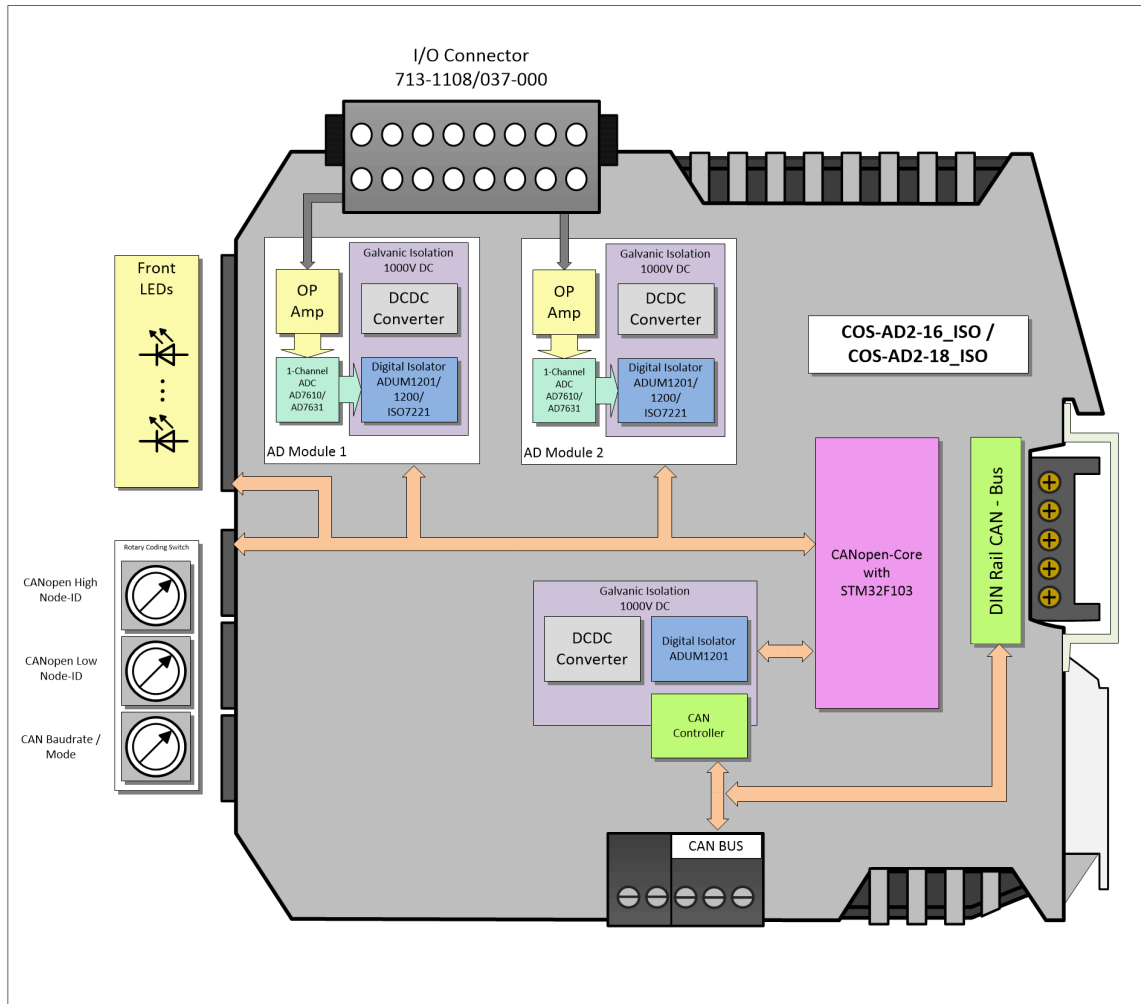 I/O Connector
713-1108/037-000
Front
LEDs
Galvanic Isolation
1000V DC
OP
Amp
DCDC
Converter
1-Channel
ADC
AD7610/
AD7631
Digital Isolator
ADUM1201/
1200/
ISO7221
AD Module 1
Galvanic Isolation
1000V DC
OP
Amp
DCDC
Converter
1-Channel
ADC
AD7610/
AD7631
Digital Isolator
ADUM1201/
1200/
ISO7221
AD Module 2
COS-AD2-16_ISO /
COS-AD2-18_ISO
DIN Rail CAN - Bus
CANopen-Core
with
STM32F103
Rotary Coding Switch
CANopen High
Node-ID
CANopen Low
Node-ID
CAN Baudrate /
Mode
Galvanic Isolation
1000V DC
DCDC
Converter
Digital Isolator
ADUM1201
CAN
Controller
CAN BUS